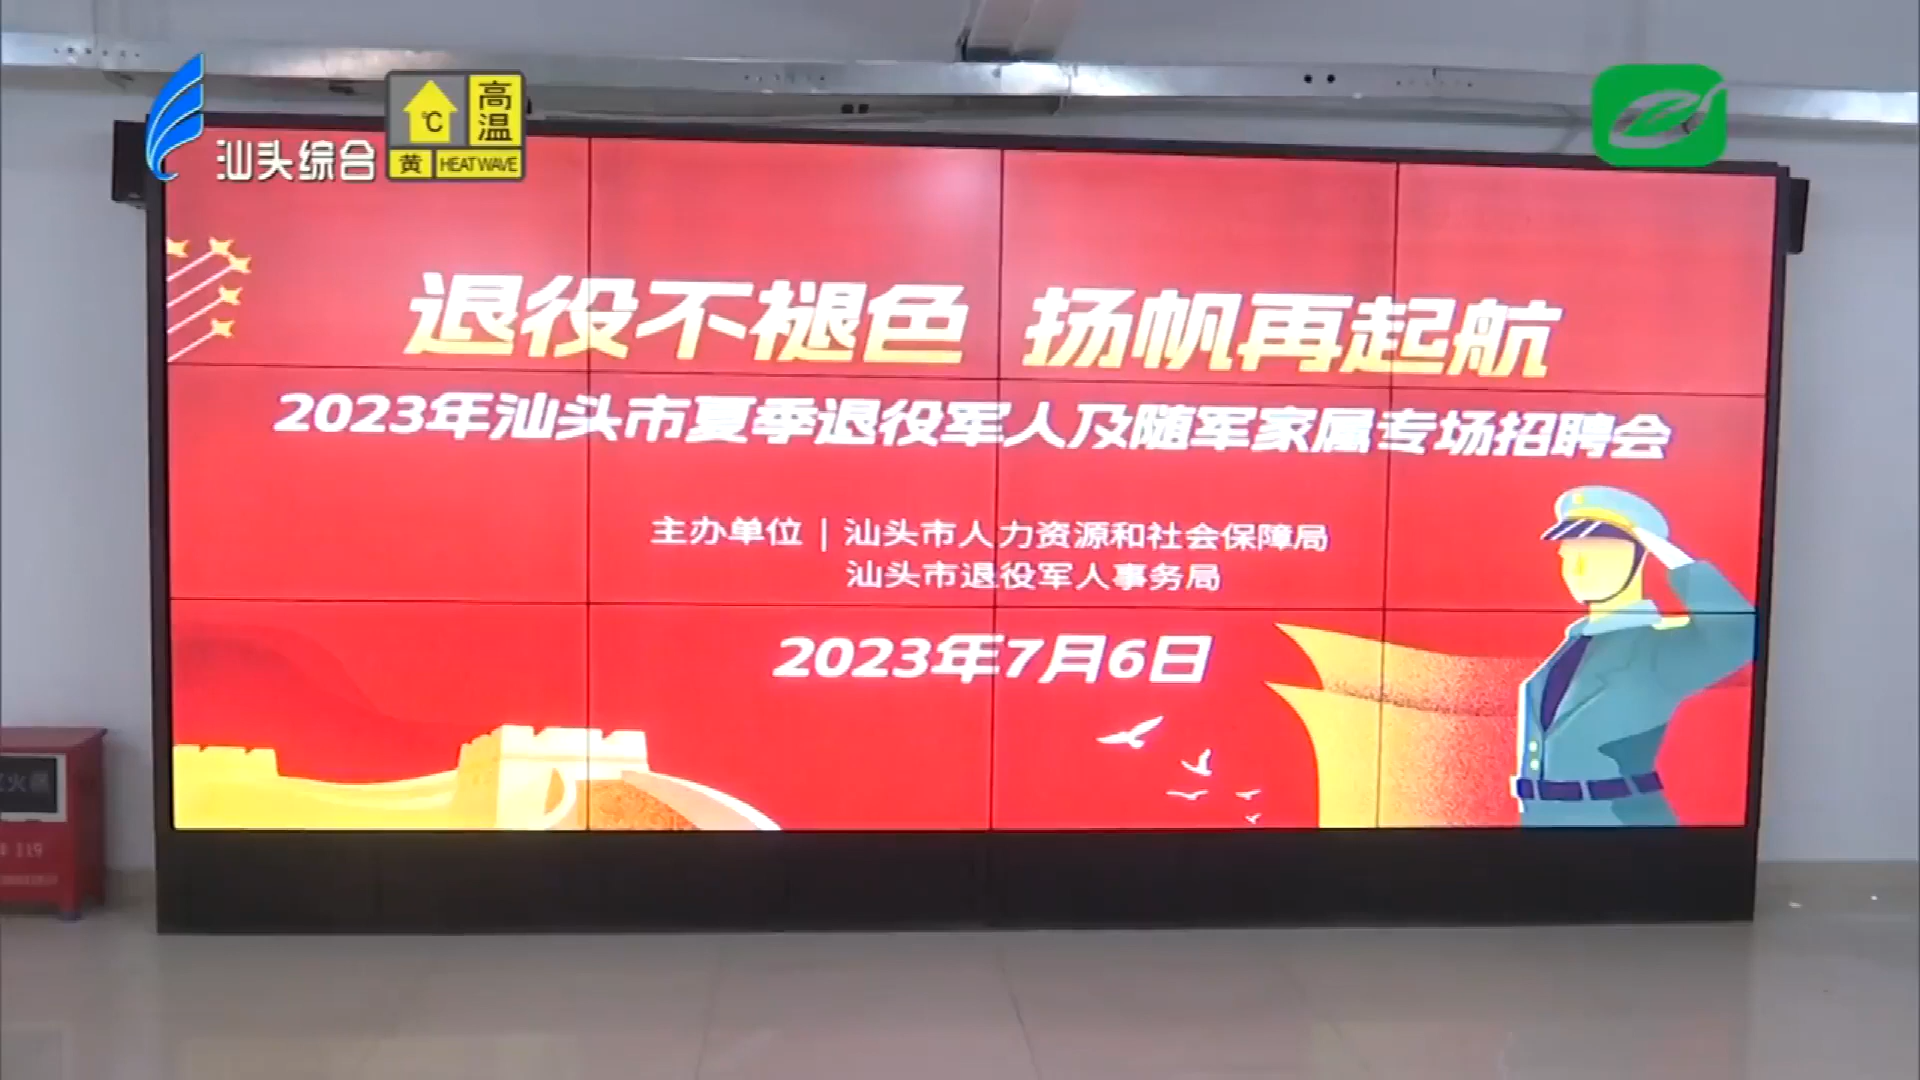 汕头综合
℃
高温
黄
HEAT WAVE
退役不褪色 扬帆再起航
2023年汕头市夏季退役军人及随军家属专场招聘会
主办单位 | 汕头市人力资源和社会保障局
汕头市退役军人事务局
2023年7月6日
火
119